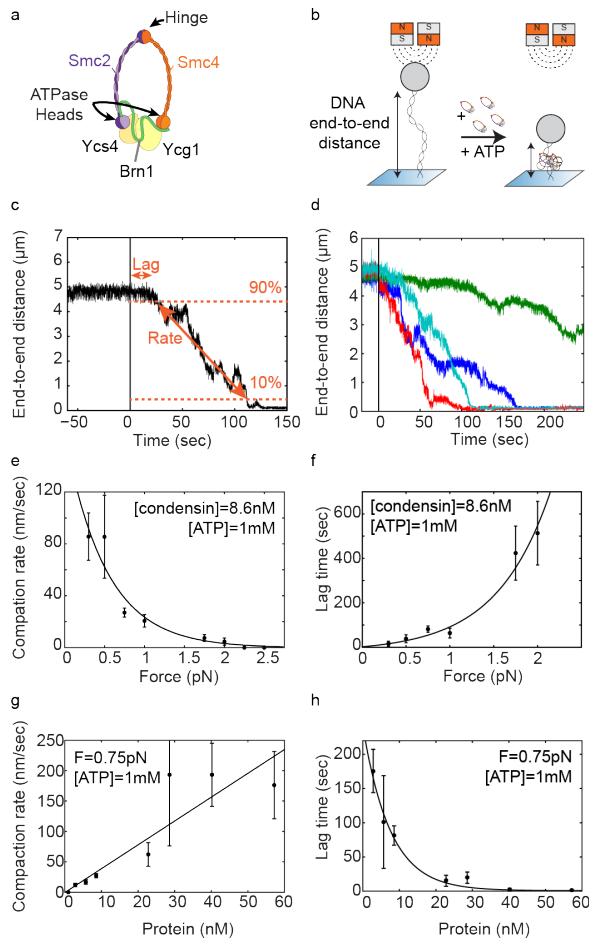 a
Hinge
Smc2
Smc4
ATPase
Heads
Ycs4
Ycg1
Brn1
b
N
S
S
N
N
S
S
N
DNA
end-to-end
distance
+
+ ATP
c
End-to-end distance (μm)
7
6
5
4
3
2
1
0
Lag
90%
Rate
10%
−50
0
50
100
150
Time (sec)
d
End-to-end distance (μm)
6
5
4
3
2
1
0
0
50
100
150
200
Time (sec)
e
Compation rate (nm/sec)
120
80
40
0
[condensin]=8.6nM
[ATP]=1mM
0
0.5
1.0
1.5
2.0
2.5
Force (pN)
f
Lag time (sec)
600
400
200
0
[condensin]=8.6nM
[ATP]=1mM
0
0.5
1
1.5
2
Force (pN)
g
Compaction rate (nm/sec)
250
200
150
100
50
0
F=0.75pN
[ATP]=1mM
0
10
20
30
40
50
60
Protein (nM)
h
Lag time (sec)
200
150
100
50
0
F=0.75pN
[ATP]=1mM
0
10
20
30
40
50
60
Protein (nM)